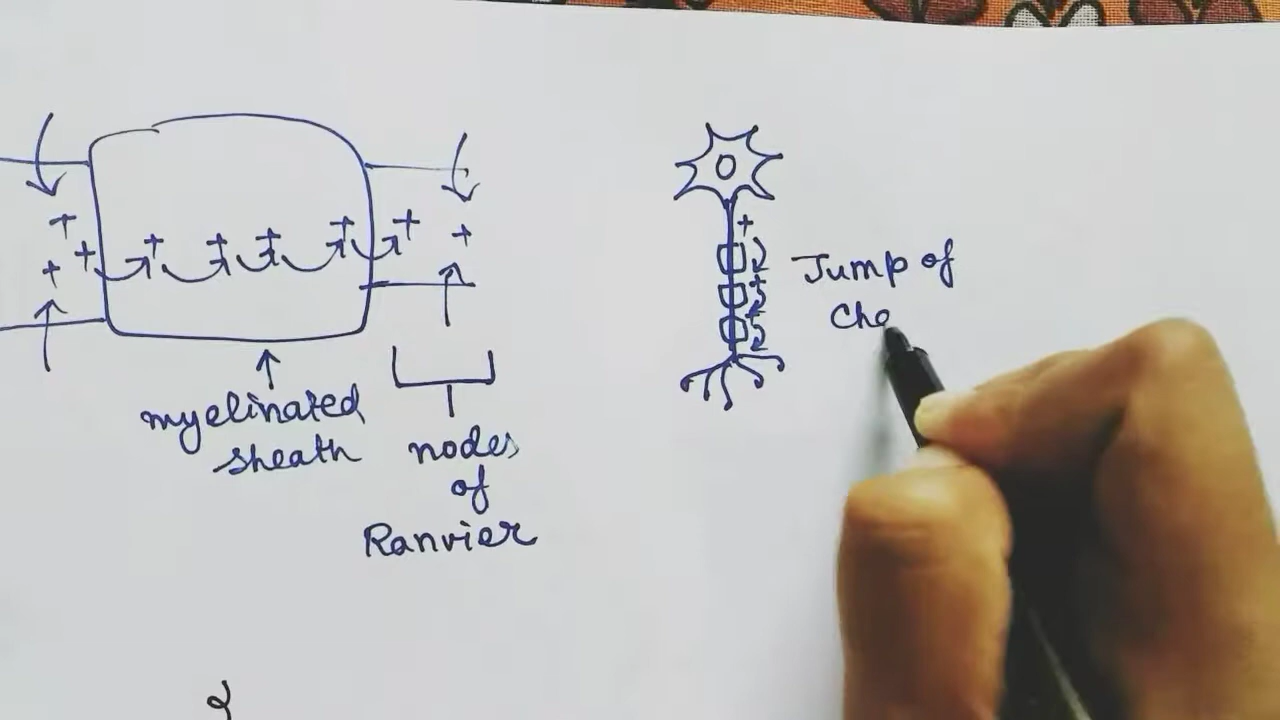 myelinated
sheath
nodes
of
Ranvier
Jump of
Cha